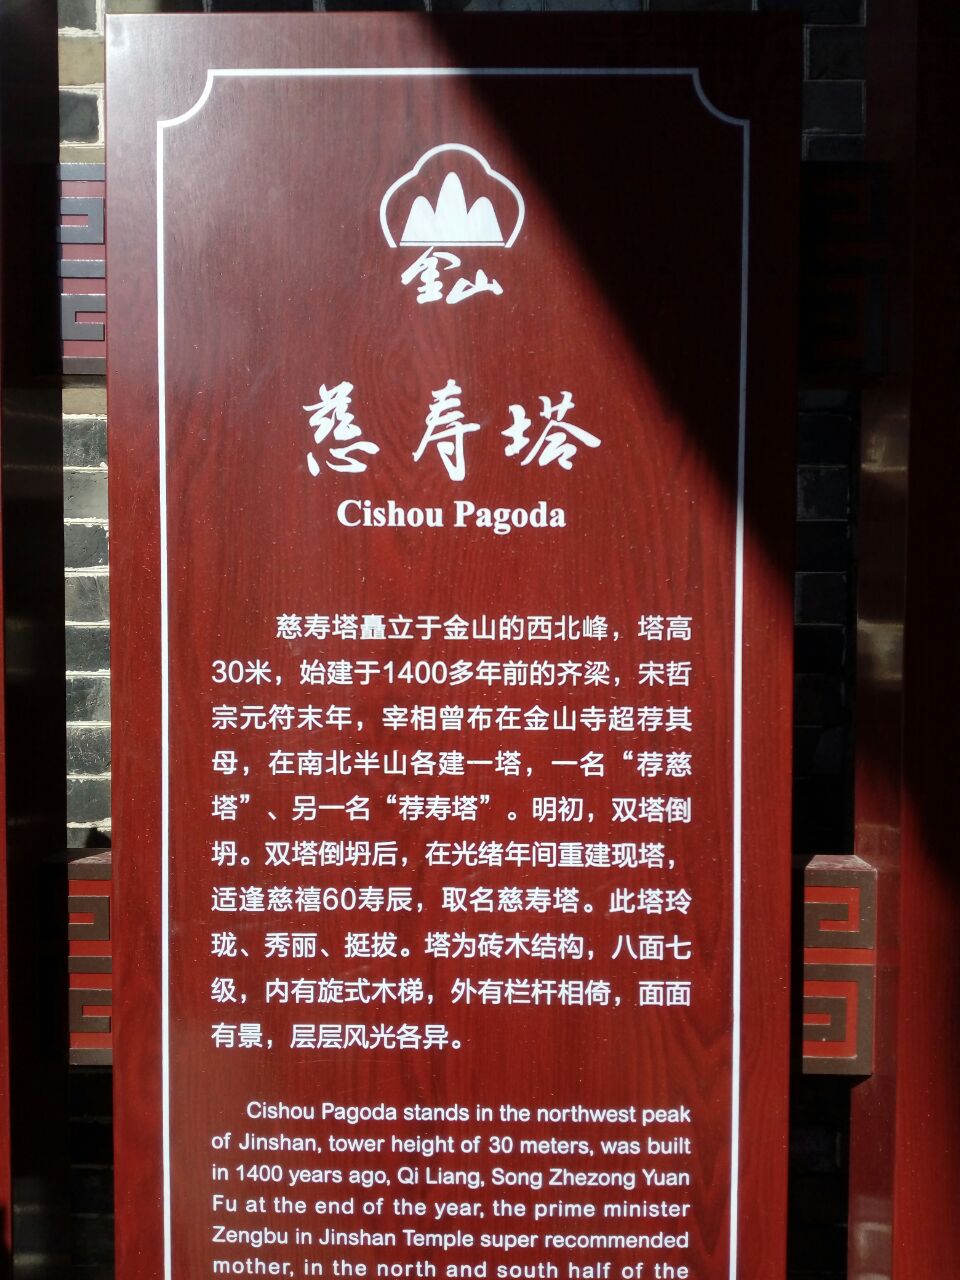 金山
慈寿塔
Cishou Pagoda
慈寿塔矗立于金山的西北峰，塔高
30米，始建于1400多年前的齐梁，宋哲
宗元符末年，宰相曾布在金山寺超荐其
母，在南北半山各建一塔，一名“荐慈
塔”、另一名“荐寿塔”。明初，双塔倒
坍。双塔倒坍后，在光绪年间重建现塔，
适逢慈禧60寿辰，取名慈寿塔。此塔玲
珑、秀丽、挺拔。塔为砖木结构，八面七
级，内有旋式木梯，外有栏杆相倚，面面
有景，层层风光各异。
Cishou Pagoda stands in the northwest peak
of Jinshan, tower height of 30 meters, was built
in 1400 years ago, Qi Liang, Song Zhezong Yuan
Fu at the end of the year, the prime minister
Zengbu in Jinshan Temple super recommended
mother, in the north and south half of the